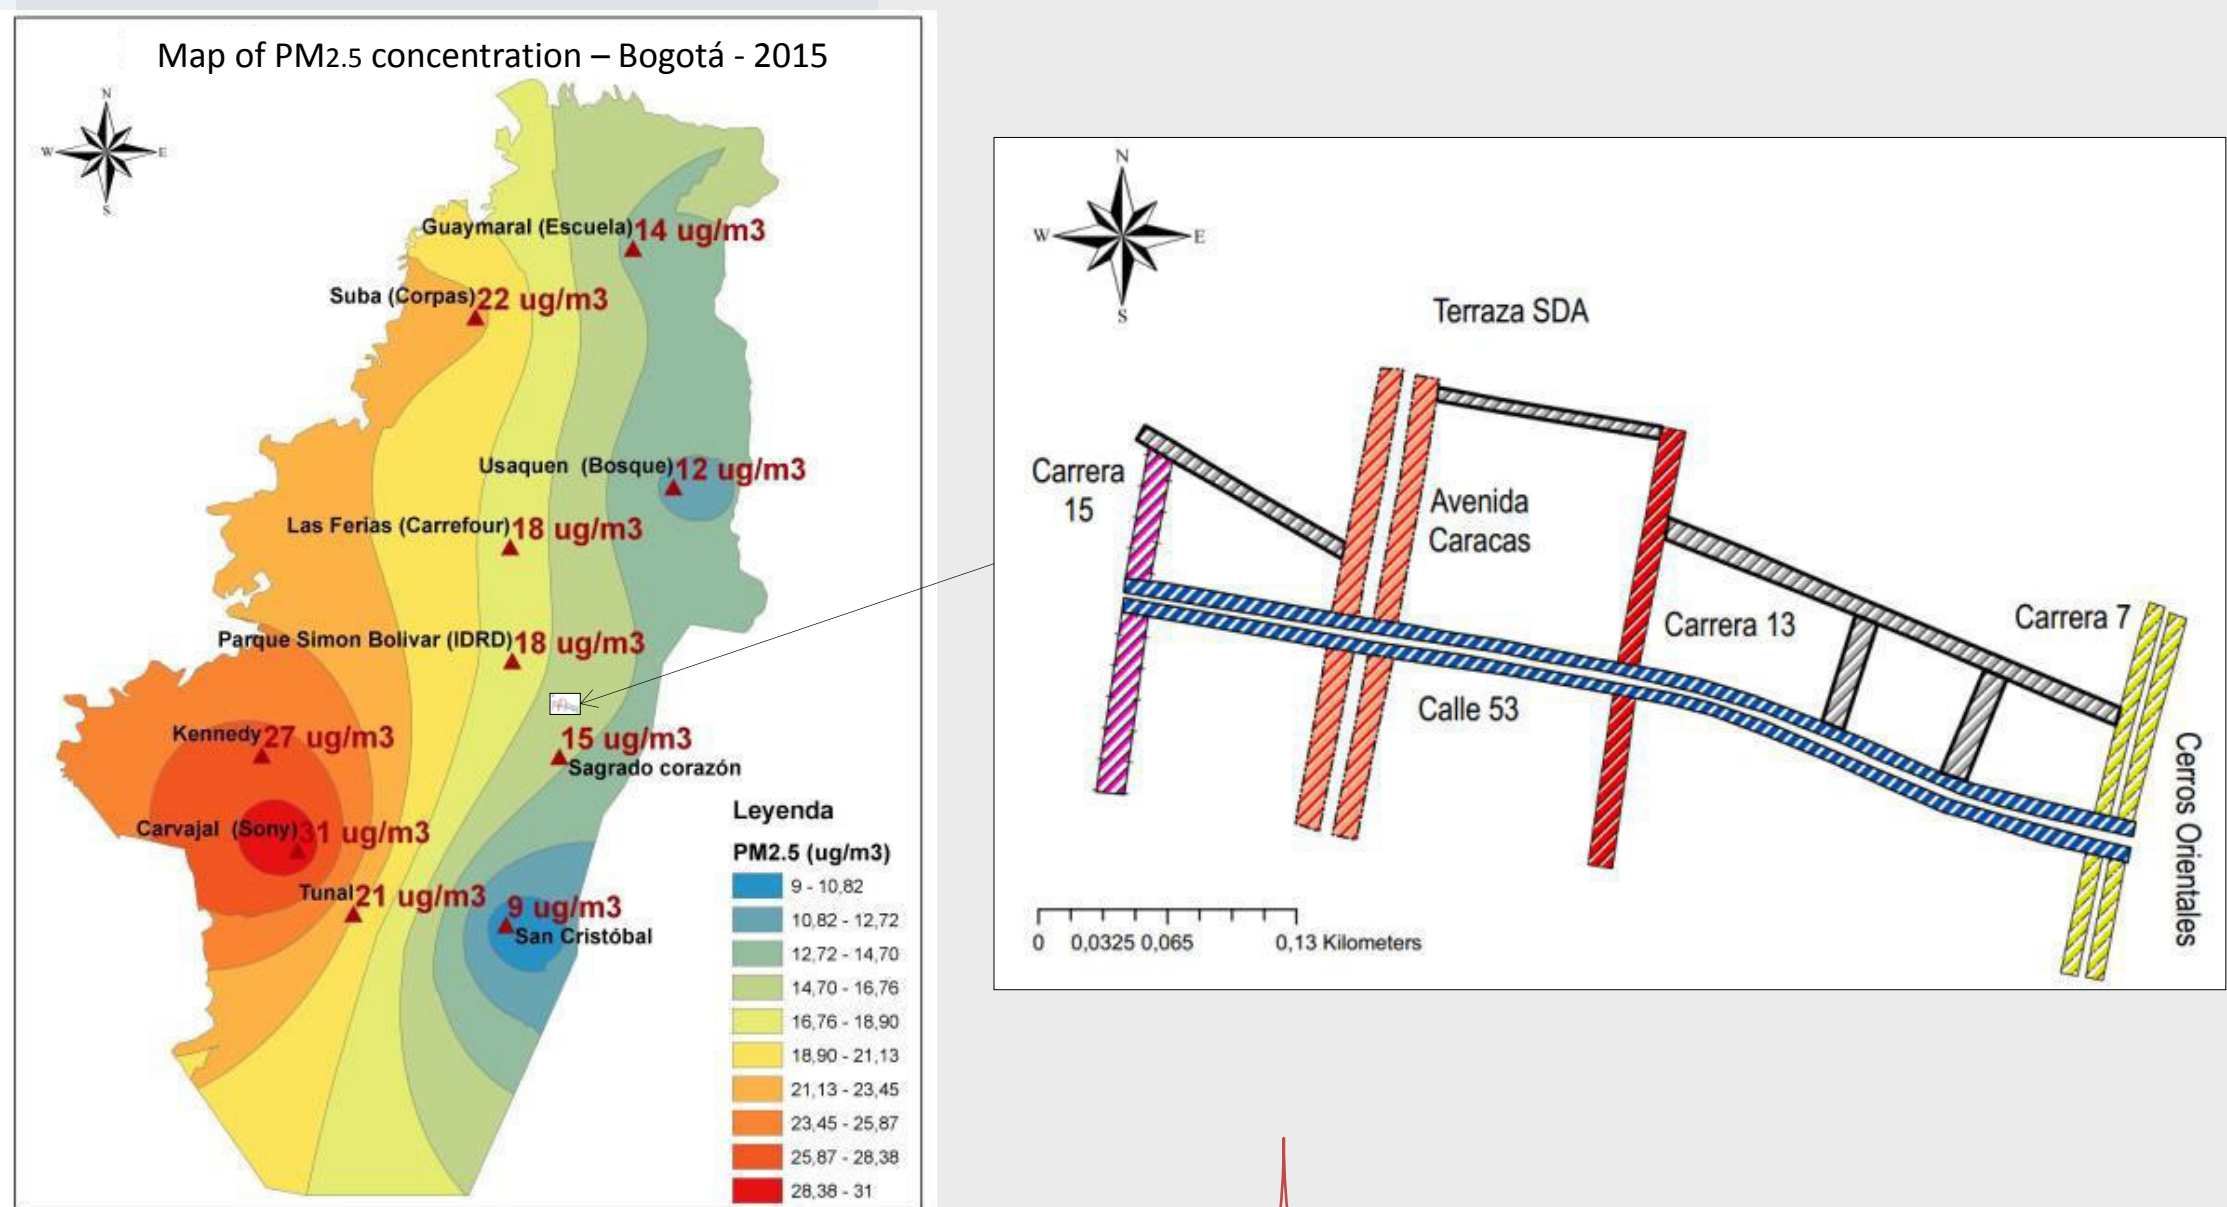 Map of PM2.5 concentration – Bogotá - 2015
N
W E
S
Guaymaral (Escuela) 14 ug/m3
Suba (Corpas) 22 ug/m3
Usaquen (Bosque) 12 ug/m3
Las Ferias (Carrefour) 18 ug/m3
Parque Simon Bolivar (IDRD) 18 ug/m3
Kennedy 27 ug/m3
15 ug/m3
Sagrado corazón
Carvajal (Sony) 31 ug/m3
Tunal 21 ug/m3
9 ug/m3
San Cristóbal
Leyenda
PM2.5 (ug/m3)
9 - 10,82
10,82 - 12,72
12,72 - 14,70
14,70 - 16,76
16,76 - 18,90
18,90 - 21,13
21,13 - 23,45
23,45 - 25,87
25,87 - 28,38
28,38 - 31
N
W E
S
Terraza SDA
Carrera
15
Avenida
Caracas
Carrera 13
Carrera 7
Calle 53
Cerros Orientales
0 0,0325 0,065 0,13 Kilometers